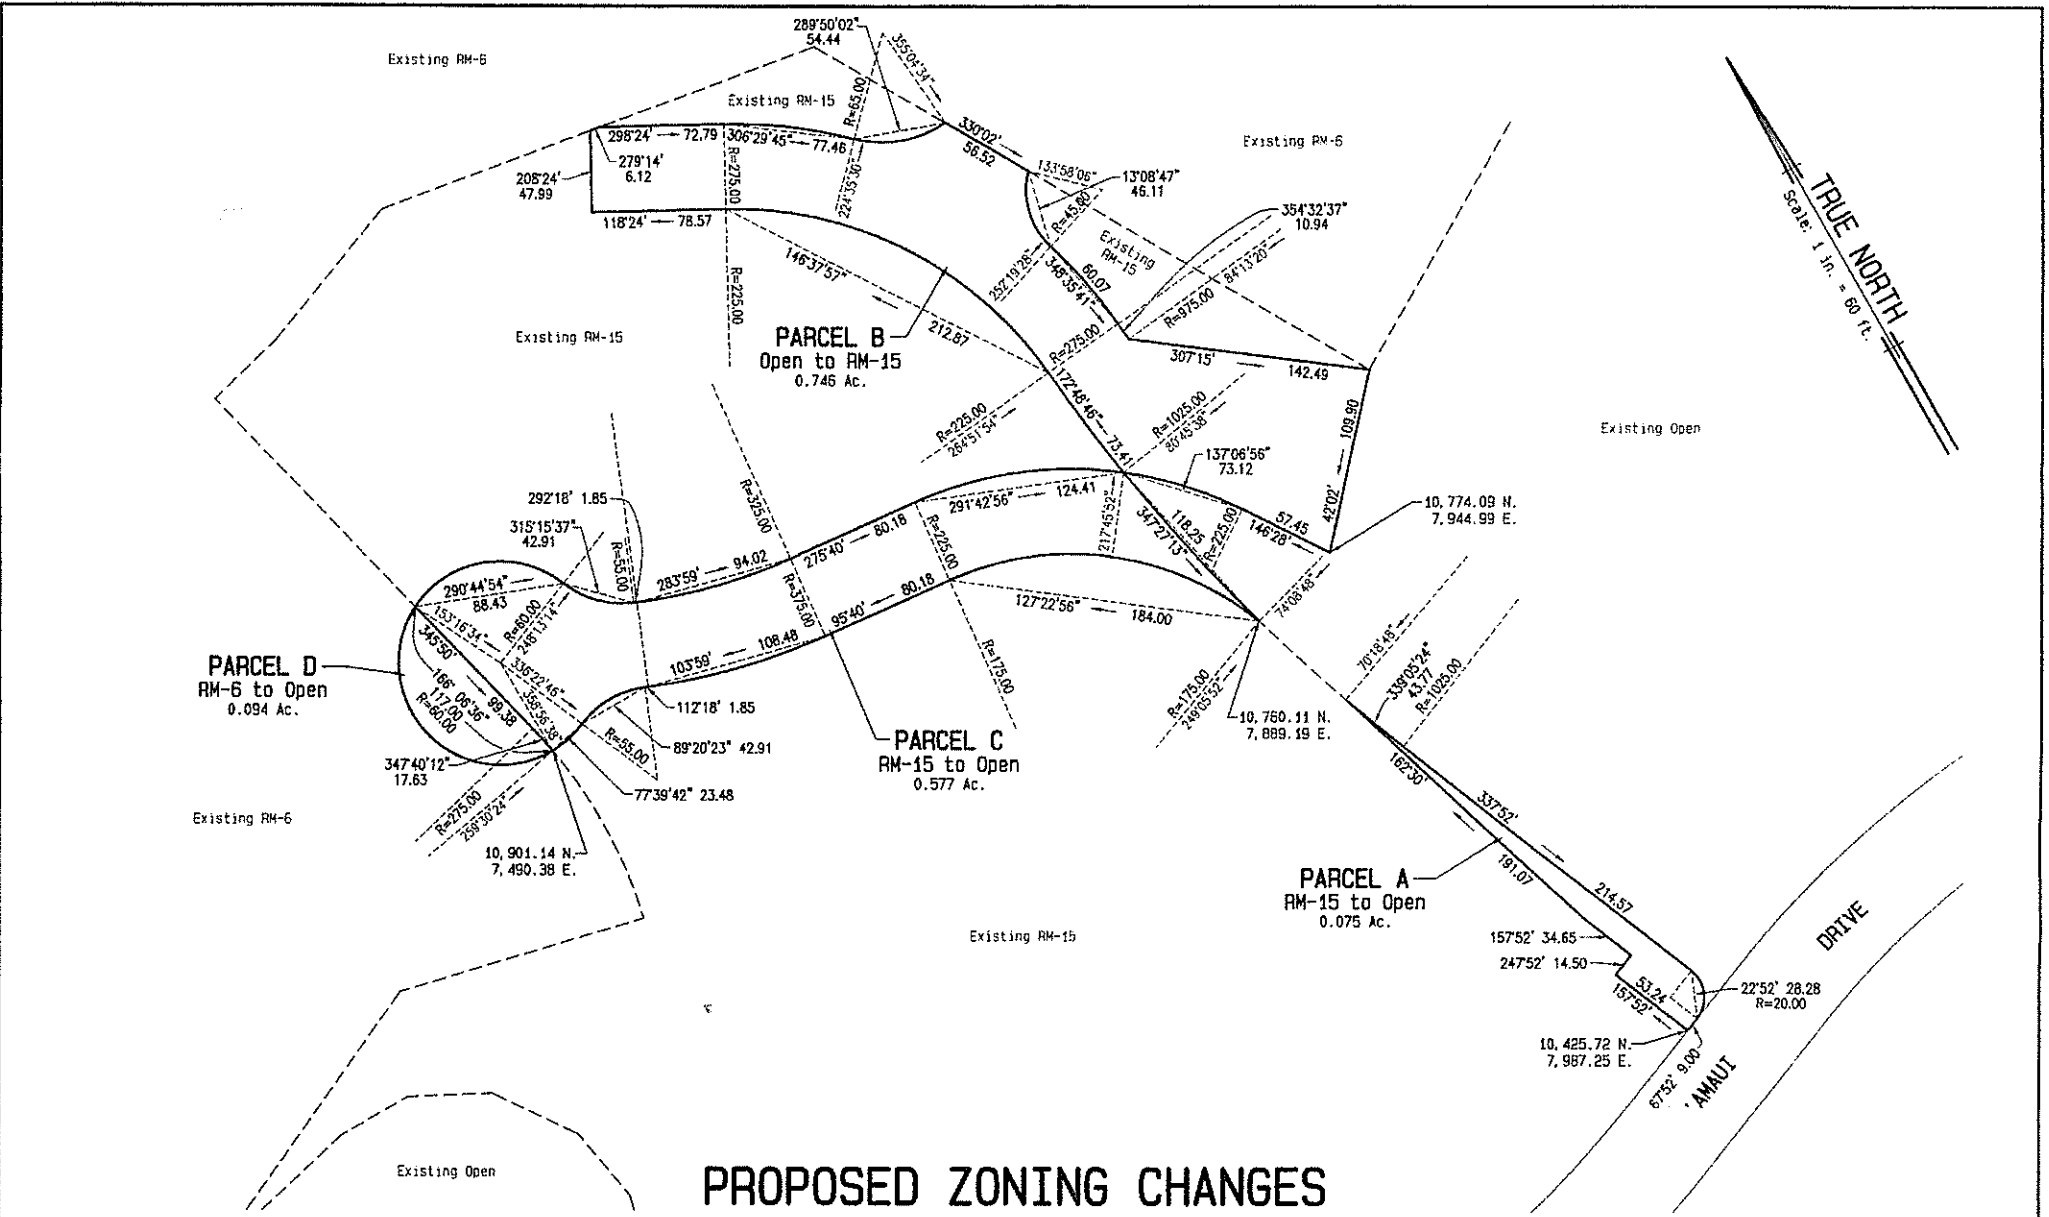 289°50'02"
54.44
355°04'34"
Existing RM-6
Existing RM-15
R=65.00
298°24' 72.79
306°29'45" 77.46
279°14'
6.12
208°24'
47.99
118°24' 78.57
R=275.00
224°35'30"
330°02'
56.52
Existing RM-6
133°58'06"
13°08'47"
46.11
R=45.00
354°32'37"
10.94
Existing
RM-15
252°19'28"
60.07
348°35'41"
R=975.00 84°13'20"
TRUE NORTH
Scale: 1 in. = 60 ft.
146°37'57"
212.87
R=225.00
Existing RM-15
PARCEL B
Open to RM-15
0.746 Ac.
R=275.00
307°15' 142.49
R=225.00
264°51'54"
172°48'46" 73.41
R=1025.00
80°45'38"
109.90
42°02'
Existing Open
137°06'56"
73.12
10,774.09 N.
7,944.99 E.
292°18' 1.85
315°15'37"
42.91
R=55.00
R=325.00
283°59' 94.02
275°40' 80.18
291°42'56" 124.41
217°45'52"
118.25
347°27'13"
R=225.00
57.45
146°28'
R=225.00
R=375.00
290°44'54"
88.43
153°16'34"
R=60.00
248°13'14"
345°50'
99.38
336°22'46"
358°56'38"
103°59' 108.48
95°40' 80.18
127°22'56" 184.00
R=175.00
74°08'48"
PARCEL D
RM-6 to Open
0.094 Ac.
166°06'36"
117.00
R=60.00
112°18' 1.85
R=55.00
89°20'23" 42.91
77°39'42" 23.48
347°40'12"
17.63
R=275.00
259°30'24"
10,901.14 N.
7,490.38 E.
PARCEL C
RM-15 to Open
0.577 Ac.
R=175.00
249°05'52"
10,760.11 N.
7,889.19 E.
70°18'48"
339°05'24"
43.77
R=1025.00
162°30'
191.07
337°52'
214.57
Existing RM-6
PARCEL A
RM-15 to Open
0.075 Ac.
Existing RM-15
157°52' 34.65
247°52' 14.50
53.24
157°52'
22°52' 28.28
R=20.00
10,425.72 N.
7,987.25 E.
67°52' 9.00
'AMAUI
DRIVE
Existing Open
PROPOSED ZONING CHANGES